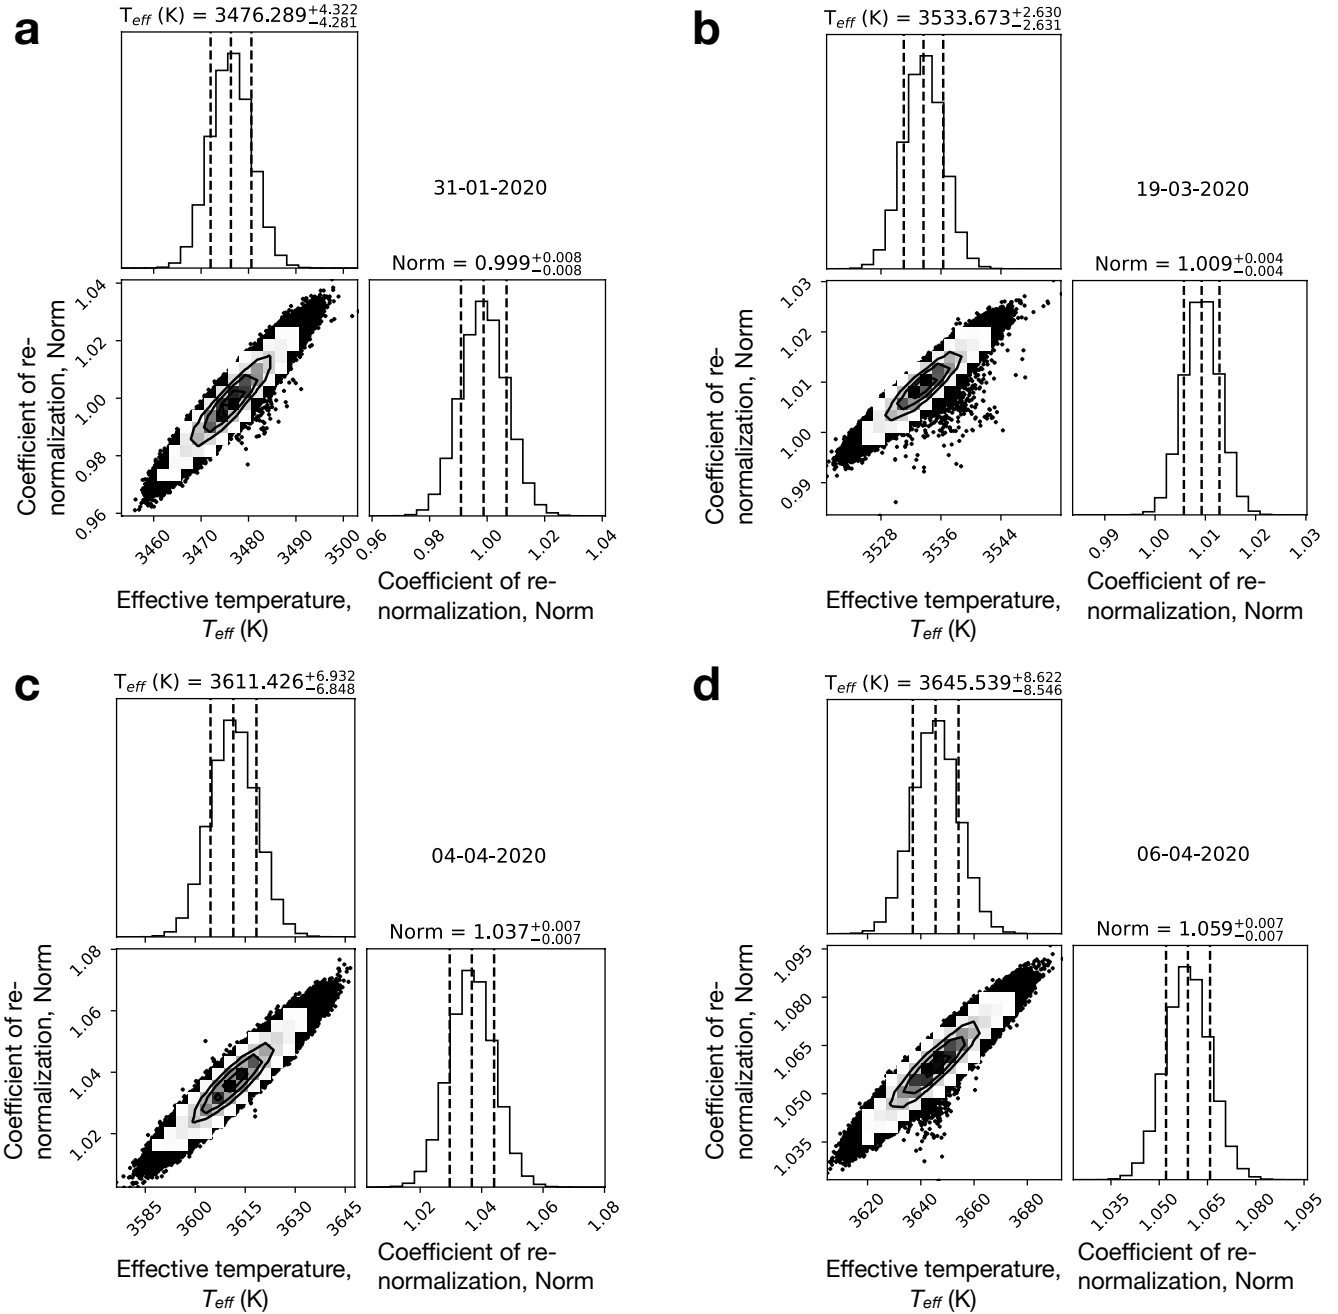 a
T_eff (K) = 3476.289 +4.322 −4.281
31-01-2020
Norm = 0.999 +0.008 −0.008
Coefficient of re-
normalization, Norm
1.04
1.02
1.00
0.98
0.96
3460 3470 3480 3490 3500
0.96 0.98 1.00 1.02 1.04
Effective temperature,
T_eff (K)
Coefficient of re-
normalization, Norm
b
T_eff (K) = 3533.673 +2.630 −2.631
19-03-2020
Norm = 1.009 +0.004 −0.004
Coefficient of re-
normalization, Norm
1.03
1.02
1.01
1.00
0.99
3528 3536 3544
0.99 1.00 1.01 1.02 1.03
Effective temperature,
T_eff (K)
Coefficient of re-
normalization, Norm
c
T_eff (K) = 3611.426 +6.932 −6.848
04-04-2020
Norm = 1.037 +0.007 −0.007
Coefficient of re-
normalization, Norm
1.08
1.06
1.04
1.02
3585 3600 3615 3630 3645
1.02 1.04 1.06 1.08
Effective temperature,
T_eff (K)
Coefficient of re-
normalization, Norm
d
T_eff (K) = 3645.539 +8.622 −8.546
06-04-2020
Norm = 1.059 +0.007 −0.007
Coefficient of re-
normalization, Norm
1.095
1.080
1.065
1.050
1.035
3620 3640 3660 3680
1.035 1.050 1.065 1.080 1.095
Effective temperature,
T_eff (K)
Coefficient of re-
normalization, Norm